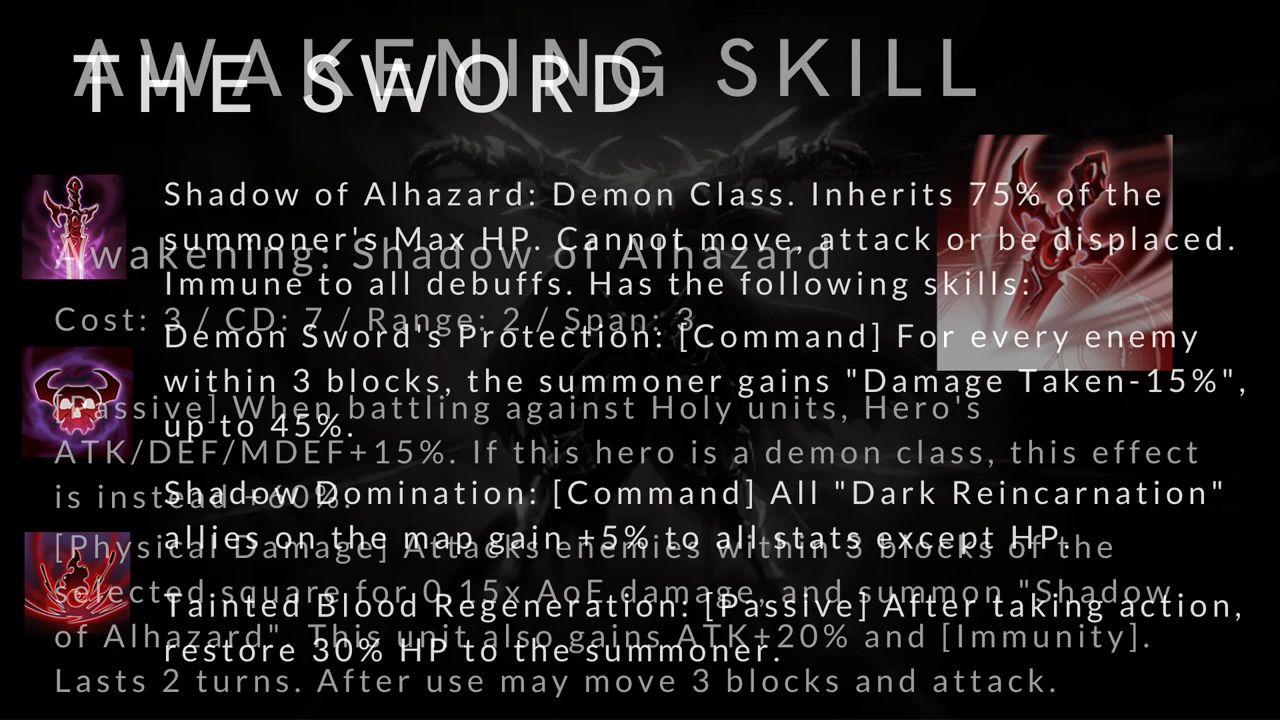 AWAKENING SKILL
THE SWORD
Shadow of Alhazard: Demon Class. Inherits 75% of the
summoner's Max HP. Cannot move, attack or be displaced.
Immune to all debuffs. Has the following skills:
Demon Sword's Protection: [Command] For every enemy
within 3 blocks, the summoner gains "Damage Taken-15%",
up to 45%.
Shadow Domination: [Command] All "Dark Reincarnation"
allies on the map gain +5% to all stats except HP.
Tainted Blood Regeneration: [Passive] After taking action,
restore 30% HP to the summoner.
Awakening: Shadow of Alhazard
Cost: 3 / CD: 7 / Range: 2 / Span: 3
[Passive] When battling against Holy units, Hero's
ATK/DEF/MDEF+15%. If this hero is a demon class, this effect
is instead +60%.
[Physical Damage] Attacks enemies within 3 blocks of the
selected square for 0.15x AoE damage, and summon "Shadow
of Alhazard". This unit also gains ATK+20% and [Immunity].
Lasts 2 turns. After use may move 3 blocks and attack.